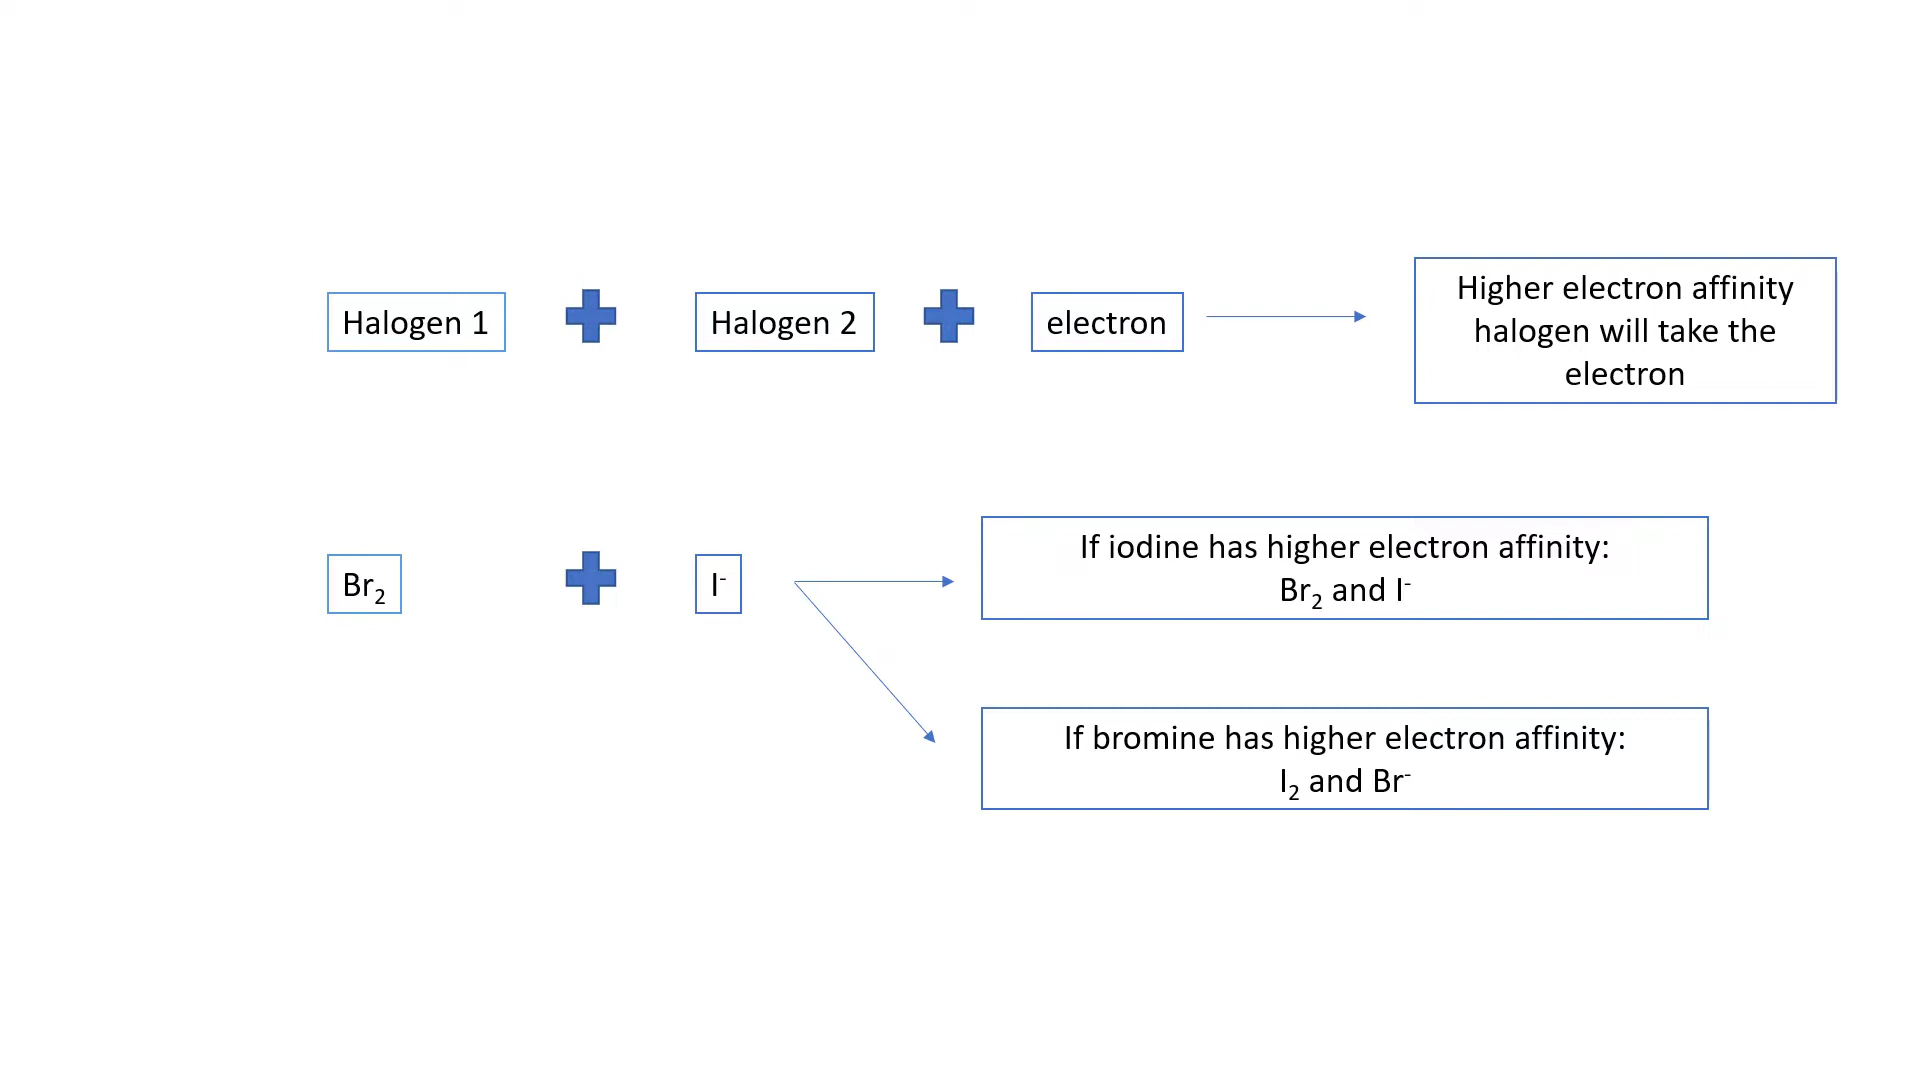 Halogen 1
Halogen 2
electron
Higher electron affinity
halogen will take the
electron
Br₂
I⁻
If iodine has higher electron affinity:
Br₂ and I⁻
If bromine has higher electron affinity:
I₂ and Br⁻